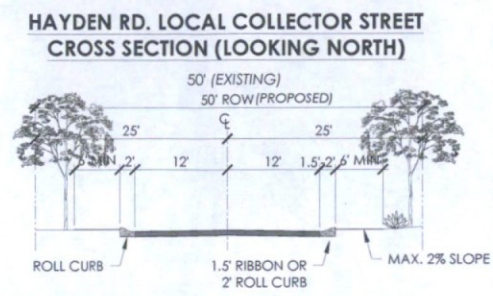 HAYDEN RD. LOCAL COLLECTOR STREET
CROSS SECTION (LOOKING NORTH)
50' (EXISTING)
50' ROW (PROPOSED)
℄
25' 25'
6' MIN 2' 12' 12' 1.5' 2' 6' MIN
ROLL CURB
1.5' RIBBON OR
2' ROLL CURB
MAX. 2% SLOPE